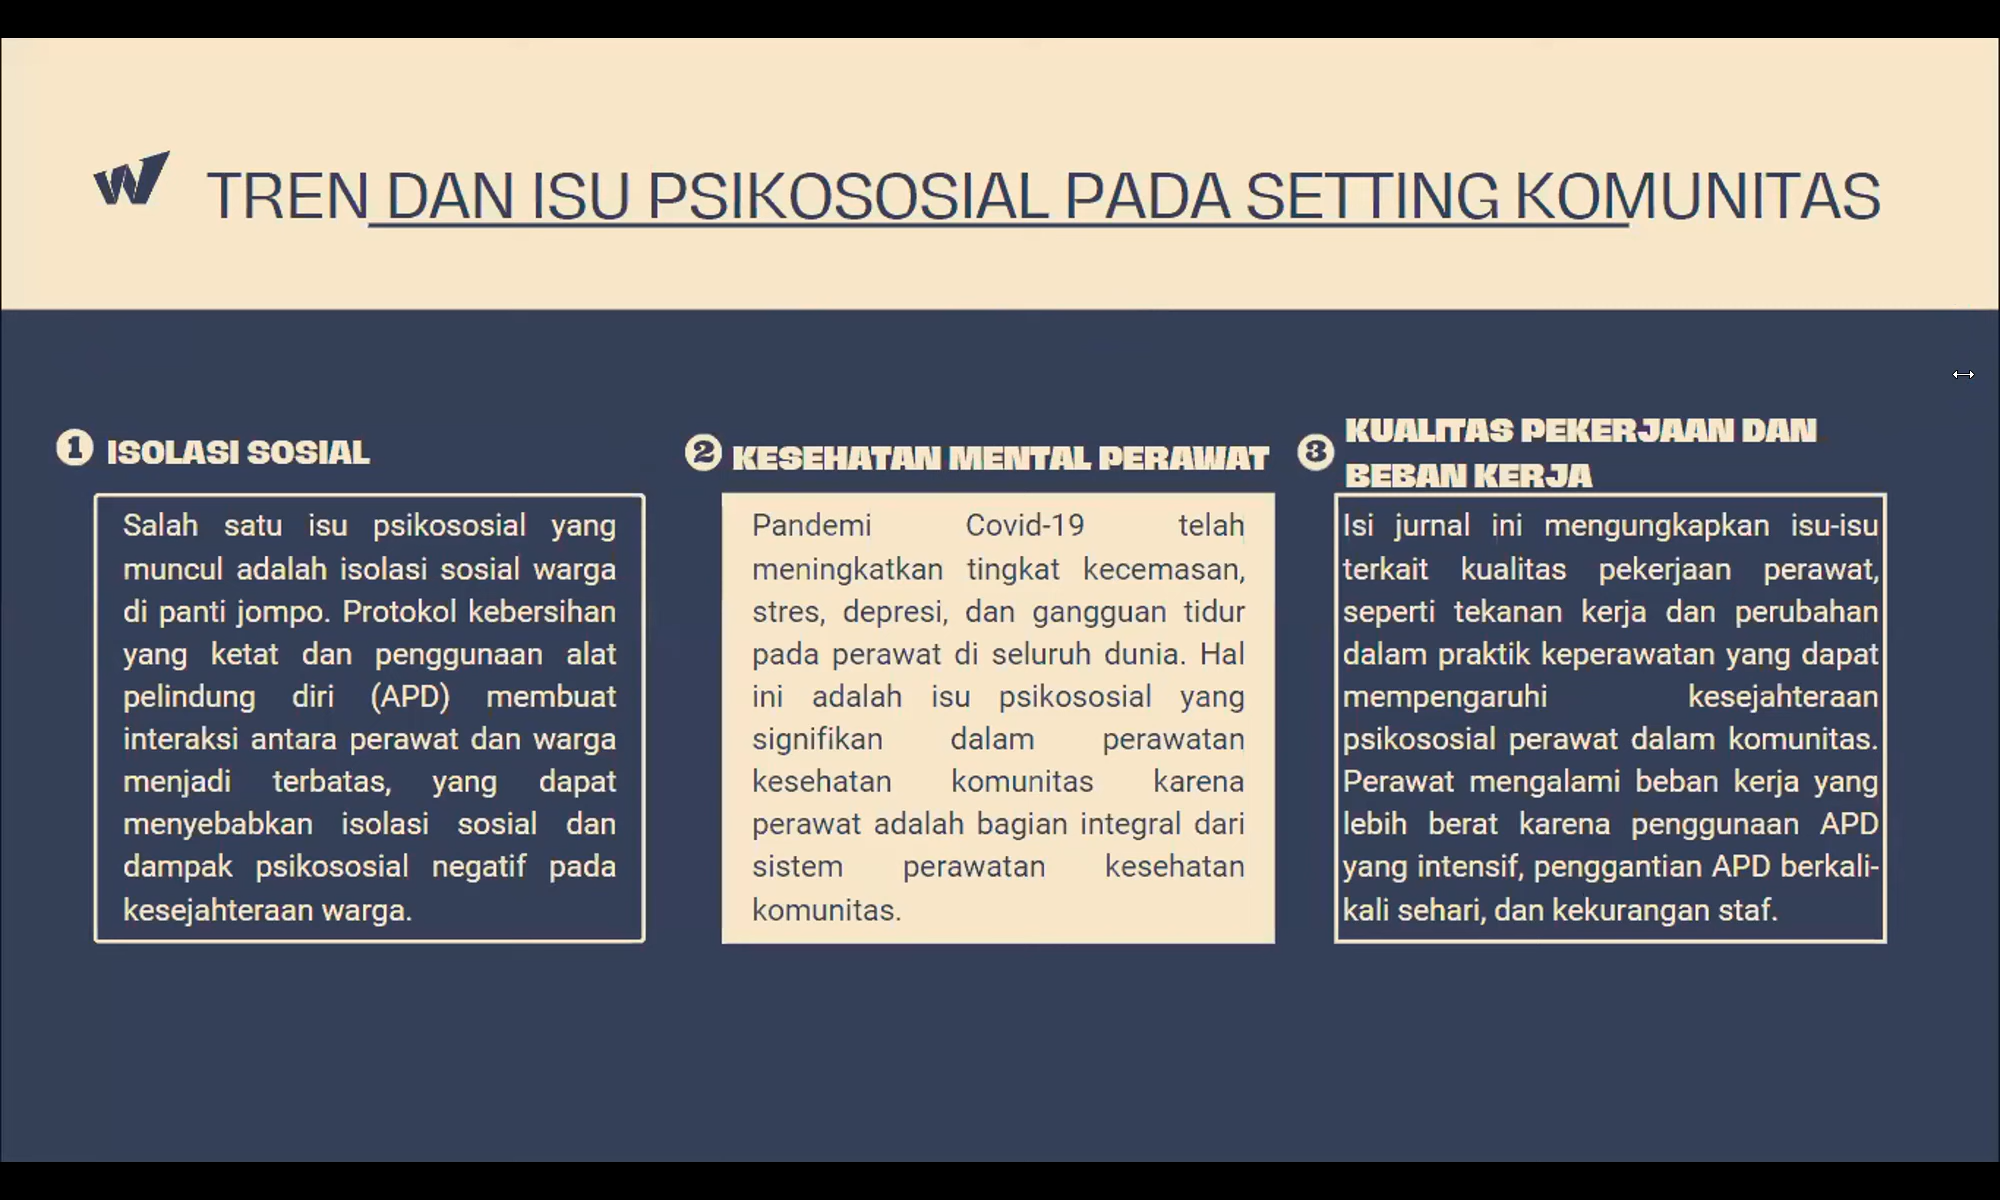 TREN DAN ISU PSIKOSOSIAL PADA SETTING KOMUNITAS
1 ISOLASI SOSIAL
Salah satu isu psikososial yang
muncul adalah isolasi sosial warga
di panti jompo. Protokol kebersihan
yang ketat dan penggunaan alat
pelindung diri (APD) membuat
interaksi antara perawat dan warga
menjadi terbatas, yang dapat
menyebabkan isolasi sosial dan
dampak psikososial negatif pada
kesejahteraan warga.
2 KESEHATAN MENTAL PERAWAT
Pandemi Covid-19 telah
meningkatkan tingkat kecemasan,
stres, depresi, dan gangguan tidur
pada perawat di seluruh dunia. Hal
ini adalah isu psikososial yang
signifikan dalam perawatan
kesehatan komunitas karena
perawat adalah bagian integral dari
sistem perawatan kesehatan
komunitas.
3 KUALITAS PEKERJAAN DAN
BEBAN KERJA
Isi jurnal ini mengungkapkan isu-isu
terkait kualitas pekerjaan perawat,
seperti tekanan kerja dan perubahan
dalam praktik keperawatan yang dapat
mempengaruhi kesejahteraan
psikososial perawat dalam komunitas.
Perawat mengalami beban kerja yang
lebih berat karena penggunaan APD
yang intensif, penggantian APD berkali-
kali sehari, dan kekurangan staf.